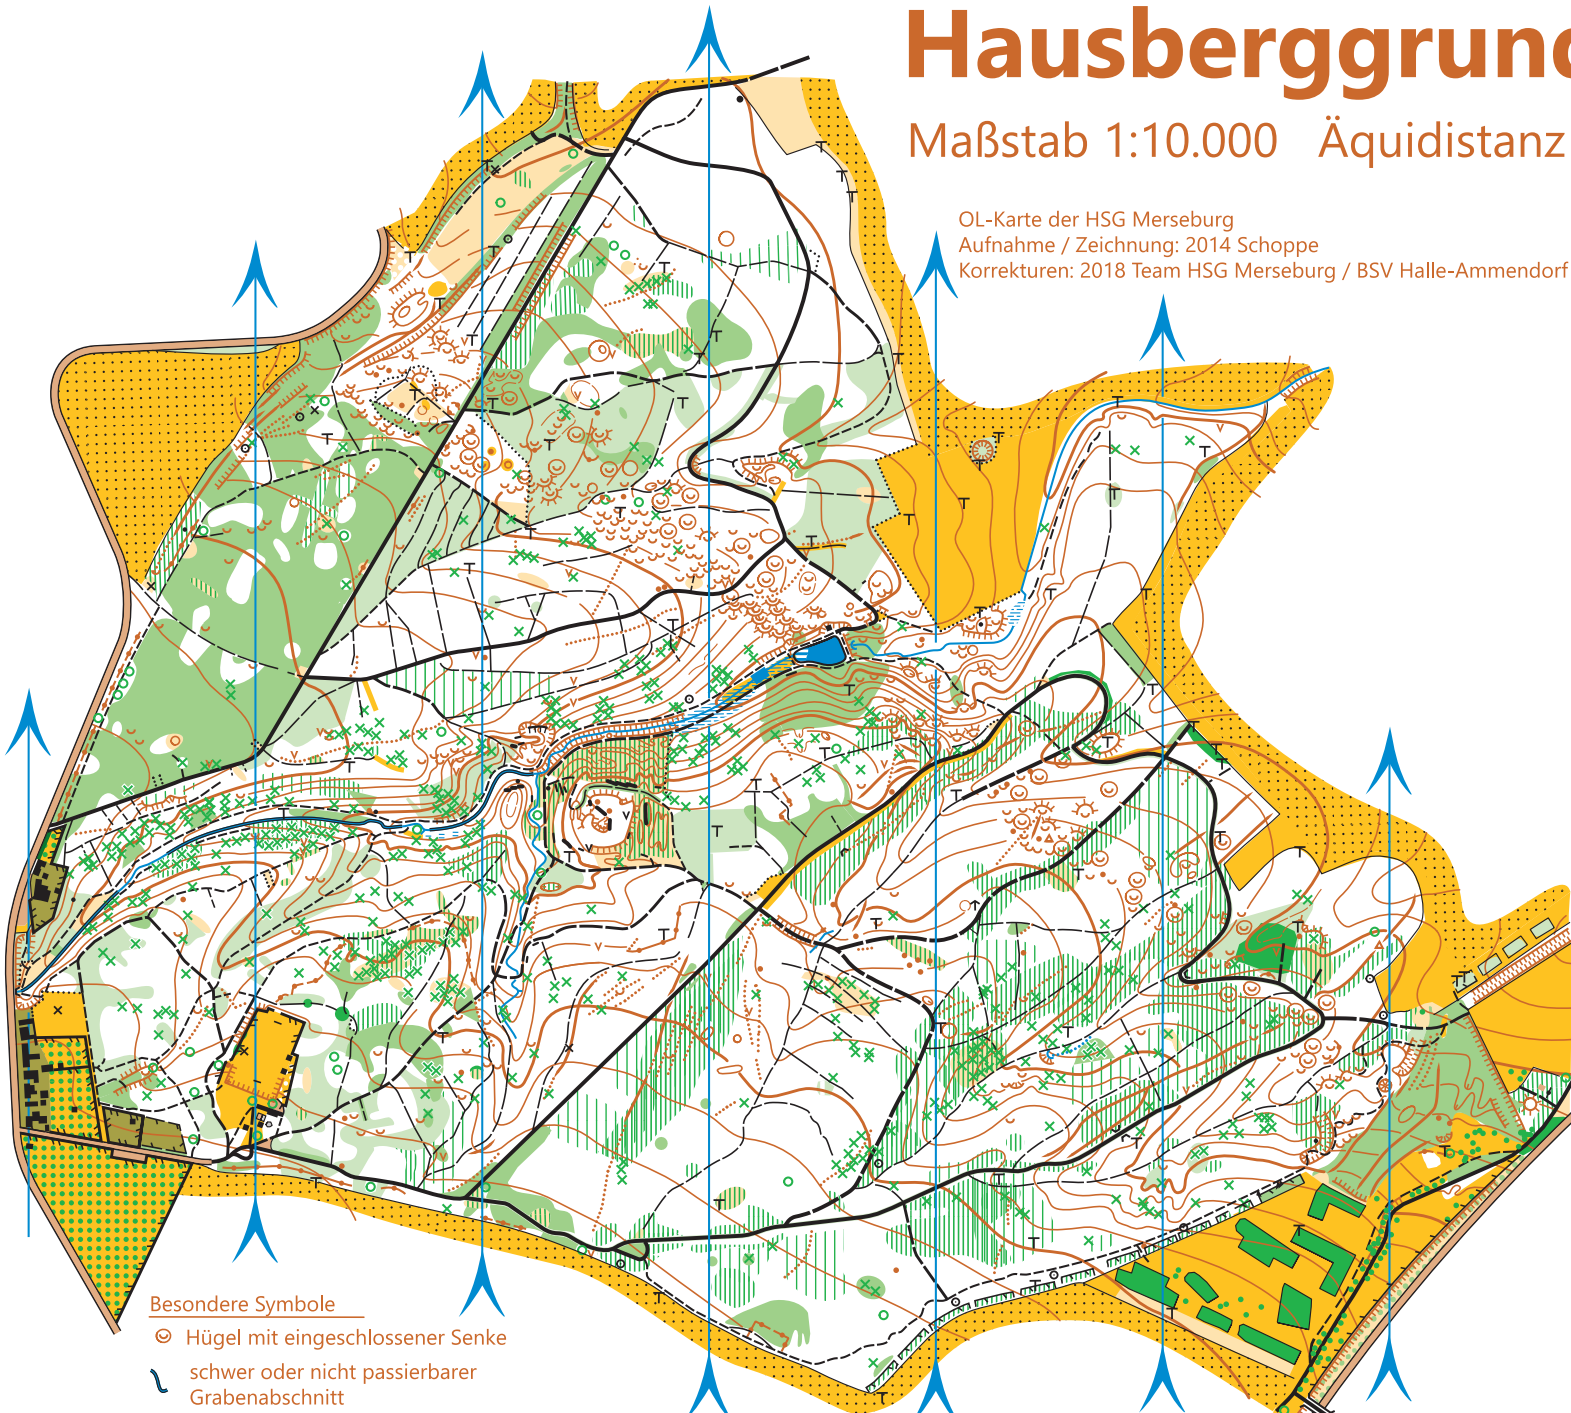 Hausberggrund
Maßstab 1:10.000 Äquidistanz
OL-Karte der HSG Merseburg
Aufnahme / Zeichnung: 2014 Schoppe
Korrekturen: 2018 Team HSG Merseburg / BSV Halle-Ammendorf
Besondere Symbole
Hügel mit eingeschlossener Senke
schwer oder nicht passierbarer
Grabenabschnitt